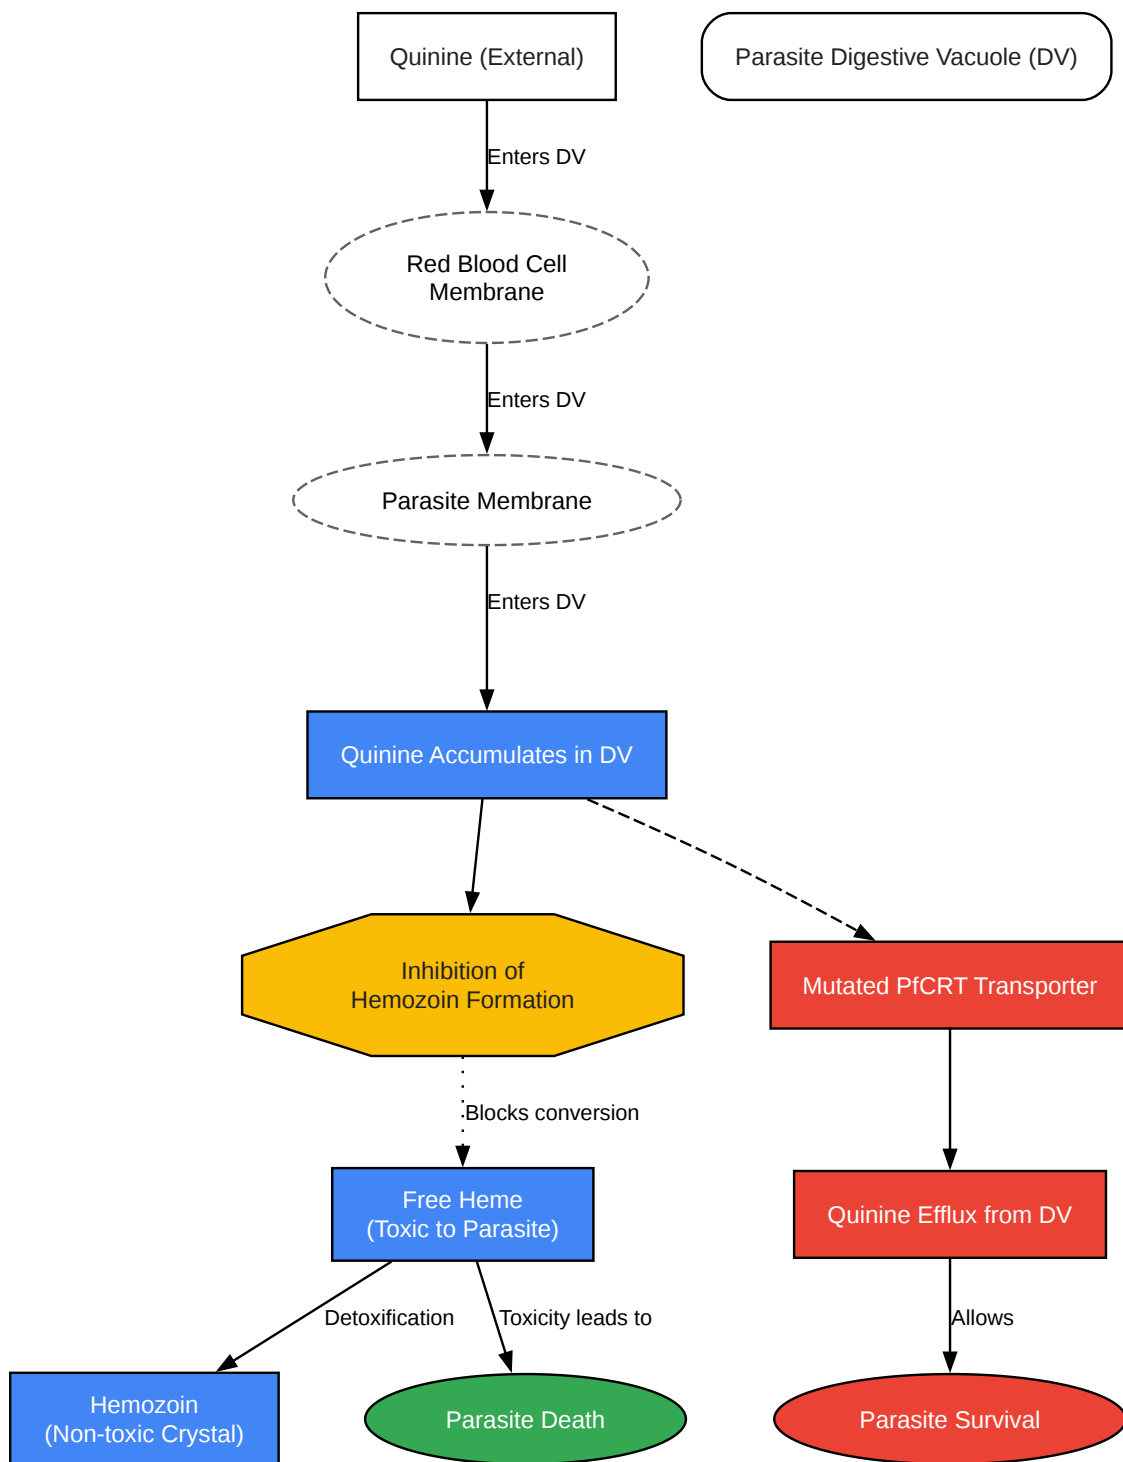 Quinine (External)
Parasite Digestive Vacuole (DV)
Enters DV
Red Blood Cell
Membrane
Enters DV
Parasite Membrane
Enters DV
Quinine Accumulates in DV
Inhibition of
Hemozoin Formation
Mutated PfCRT Transporter
Blocks conversion
Free Heme
(Toxic to Parasite)
Quinine Efflux from DV
Detoxification
Toxicity leads to
Allows
Hemozoin
(Non-toxic Crystal)
Parasite Death
Parasite Survival